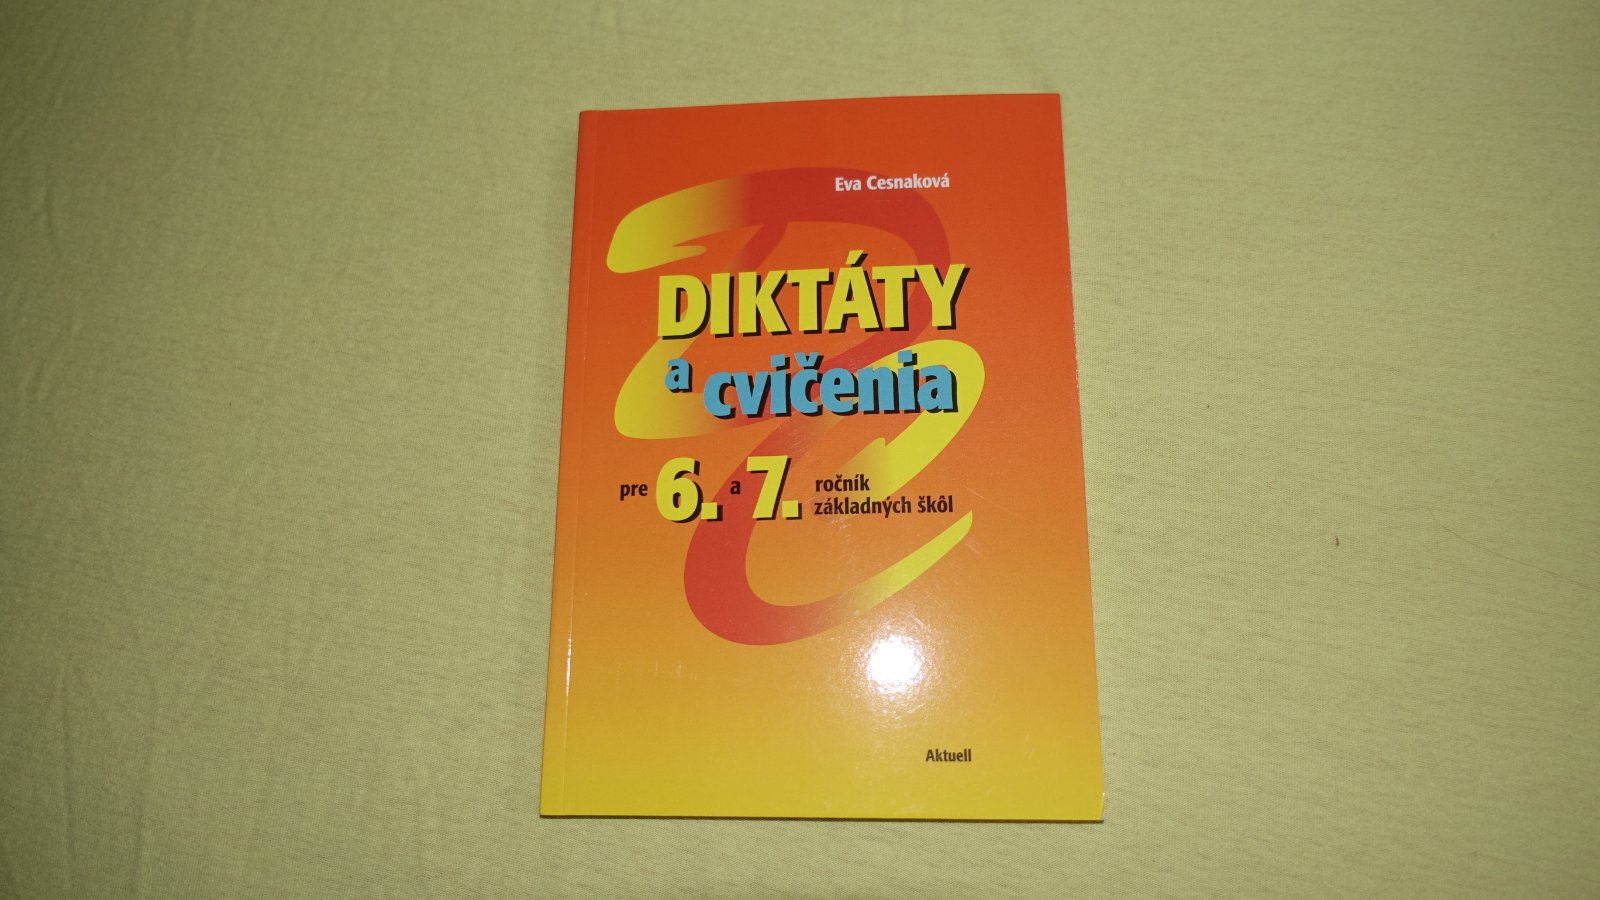 Eva Cesnaková
DIKTÁTY
a cvičenia
pre 6. a 7. ročník
základných škôl
Aktuell